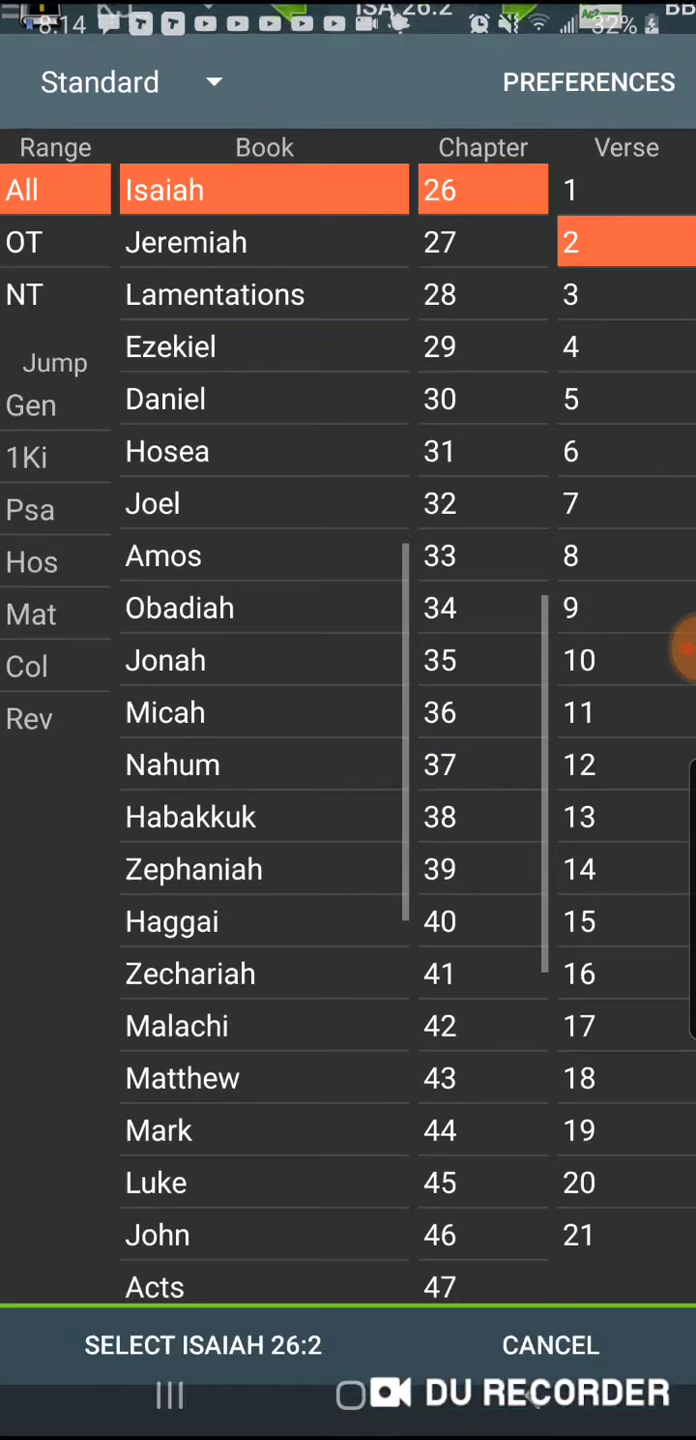 8:14 ISA 26:2 32% BB
Standard PREFERENCES
Range Book Chapter Verse
All Isaiah 26 1
OT Jeremiah 27 2
NT Lamentations 28 3
Ezekiel 29 4
Jump
Gen Daniel 30 5
1Ki Hosea 31 6
Psa Joel 32 7
Hos Amos 33 8
Mat Obadiah 34 9
Col Jonah 35 10
Rev Micah 36 11
Nahum 37 12
Habakkuk 38 13
Zephaniah 39 14
Haggai 40 15
Zechariah 41 16
Malachi 42 17
Matthew 43 18
Mark 44 19
Luke 45 20
John 46 21
Acts 47
SELECT ISAIAH 26:2 CANCEL
DU RECORDER